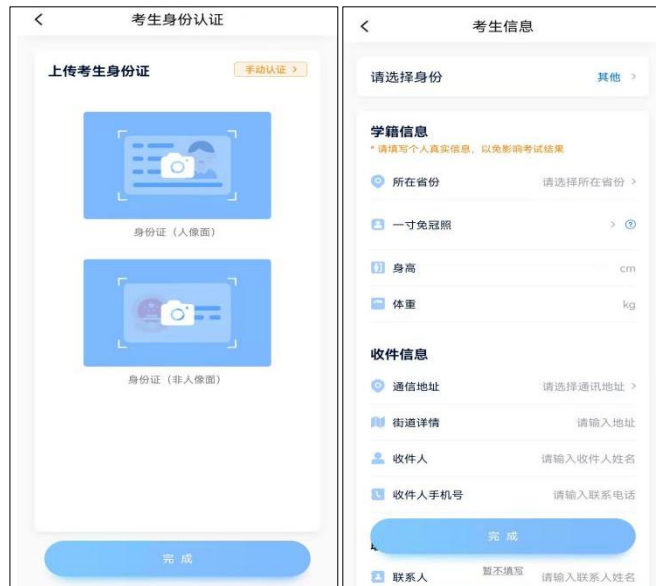 考生身份认证
上传考生身份证
手动认证 >
身份证（人像面）
身份证（非人像面）
完成
考生信息
请选择身份 其他 >
学籍信息
* 请填写个人真实信息，以免影响考试结果
所在省份 请选择所在省份 >
一寸免冠照 >
身高 cm
体重 kg
收件信息
通信地址 请选择通讯地址 >
街道详情 请输入地址
收件人 请输入收件人姓名
收件人手机号 请输入联系电话
完成
暂不填写
联系人 请输入联系人姓名